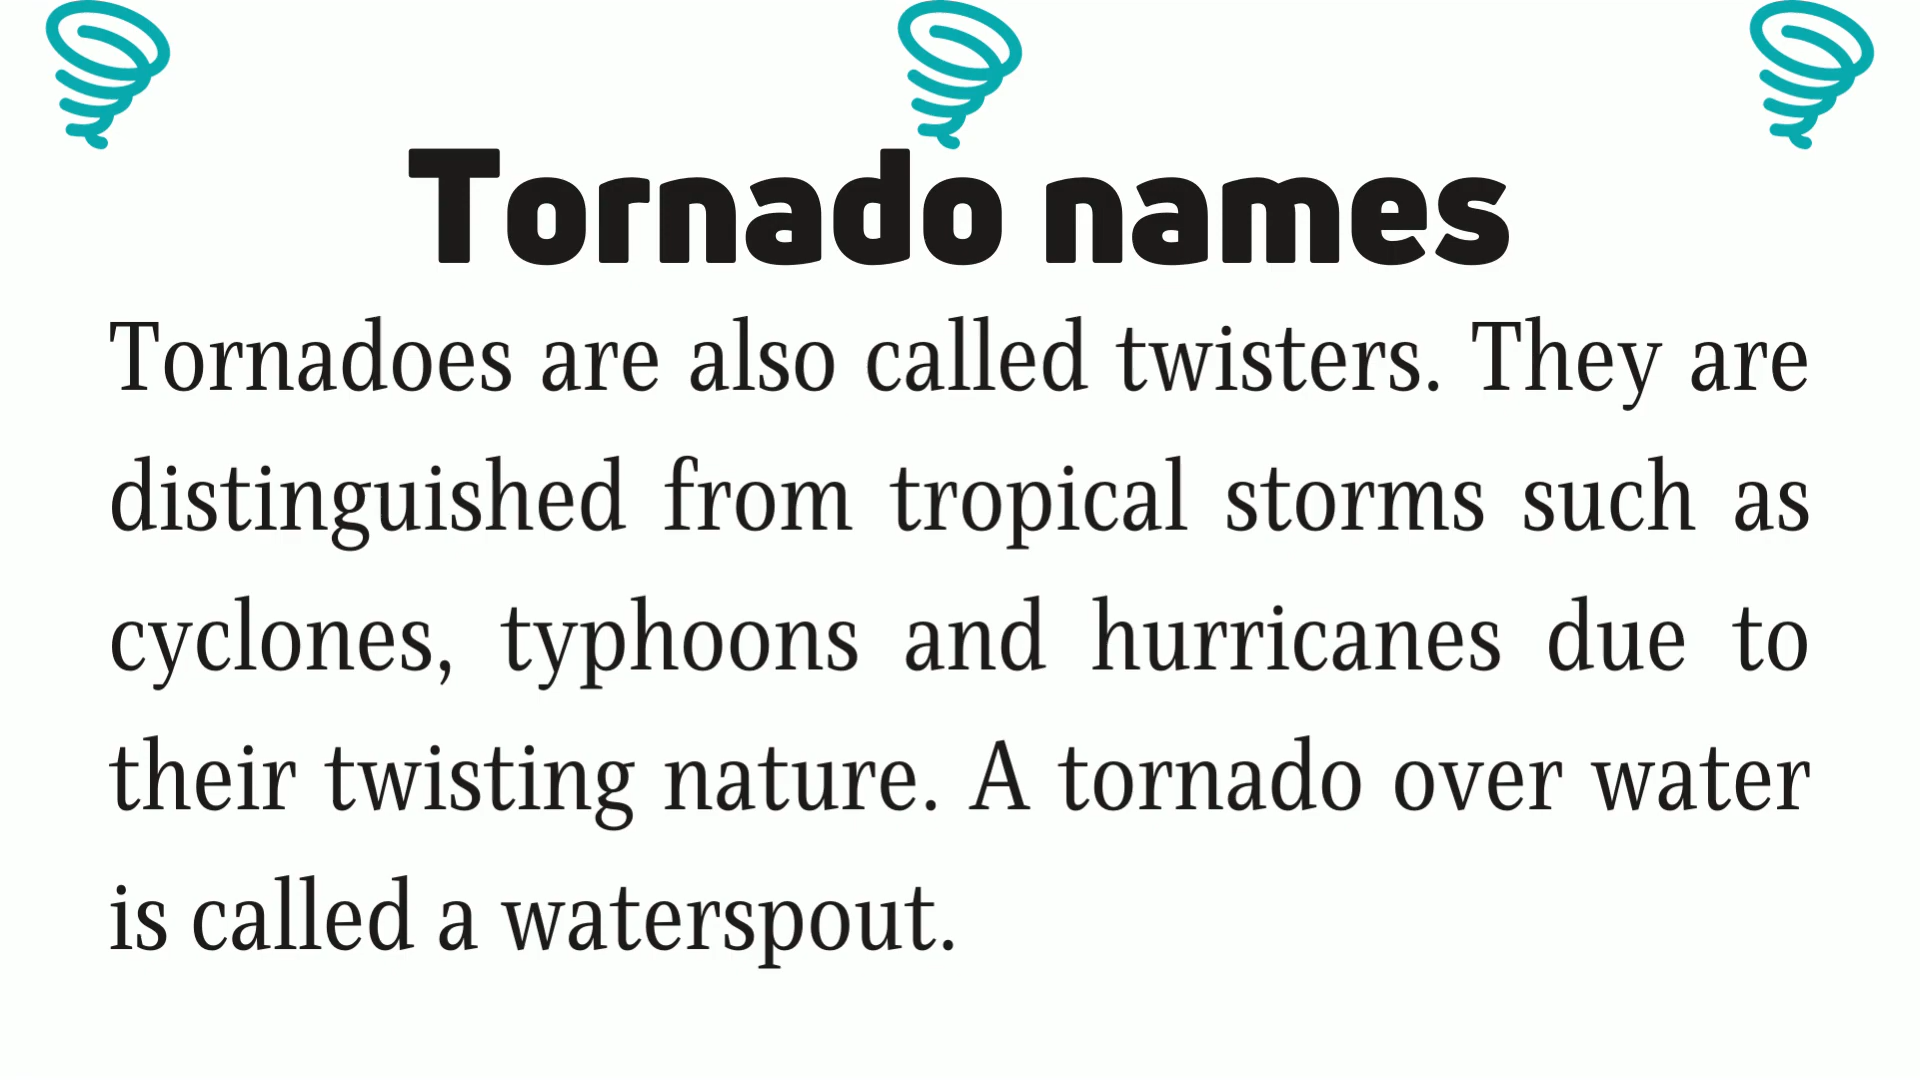 Tornado names
Tornadoes are also called twisters. They are
distinguished from tropical storms such as
cyclones, typhoons and hurricanes due to
their twisting nature. A tornado over water
is called a waterspout.